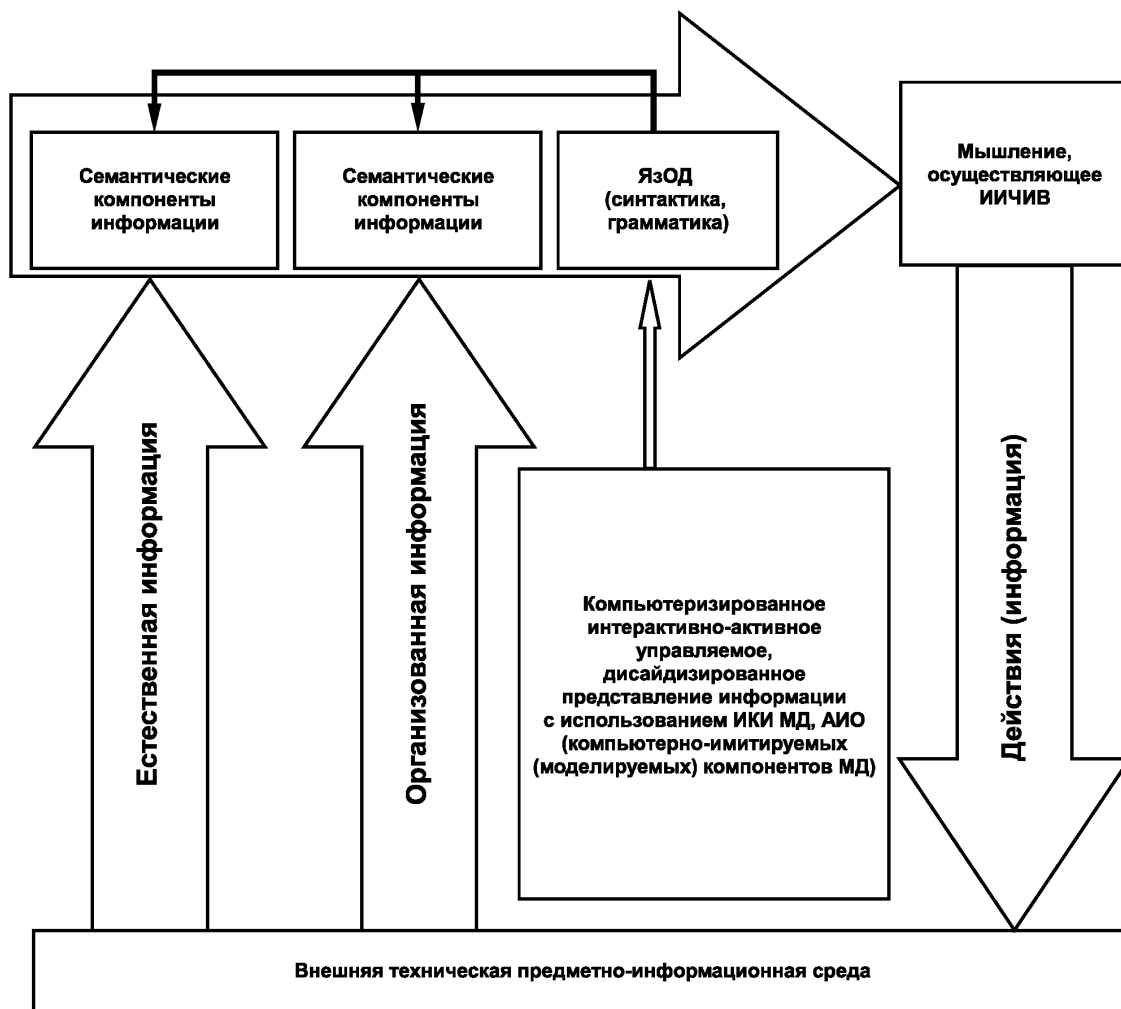 Семантические
компоненты
информации
Семантические
компоненты
информации
ЯзОД
(синтактика,
грамматика)
Мышление,
осуществляющее
ИИЧИВ
Естественная информация
Организованная информация
Компьютеризированное
интерактивно-активное
управляемое,
дисайдизированное
представление информации
с использованием ИКИ МД, АИО
(компьютерно-имитируемых
(моделируемых) компонентов МД)
Действия (информация)
Внешняя техническая предметно-информационная среда